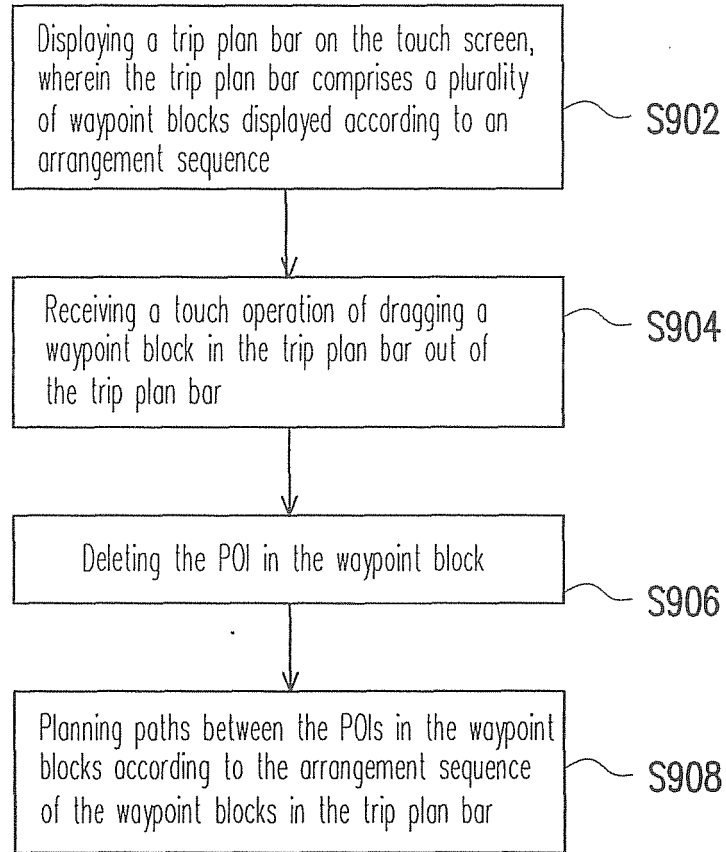 Displaying a trip plan bar on the touch screen,
wherein the trip plan bar comprises a plurality
of waypoint blocks displayed according to an
arrangement sequence
S902
Receiving a touch operation of dragging a
waypoint block in the trip plan bar out of
the trip plan bar
S904
Deleting the POI in the waypoint block
S906
Planning paths between the POIs in the waypoint
blocks according to the arrangement sequence
of the waypoint blocks in the trip plan bar
S908